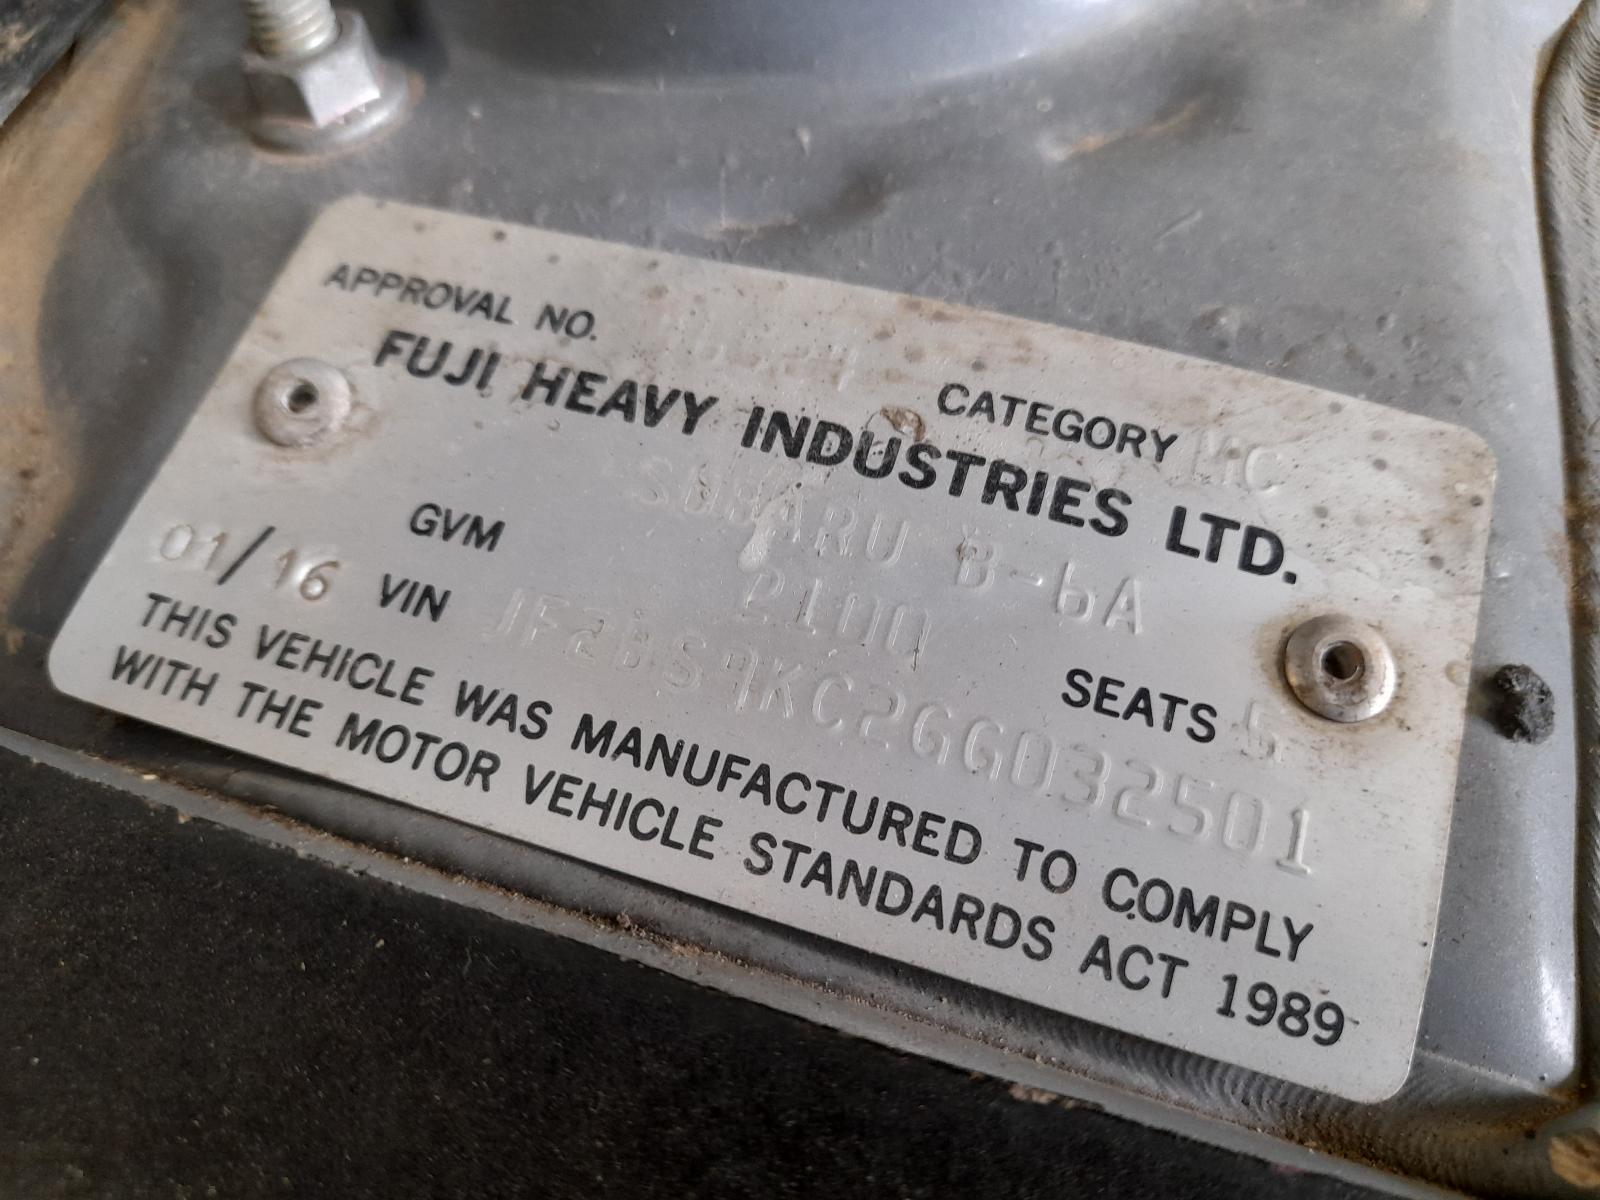 APPROVAL NO. CATEGORY MC
FUJI HEAVY INDUSTRIES LTD.
SUBARU B-6A
GVM 2100 SEATS 5
01/16 VIN JF2BS9KC2GG032501
THIS VEHICLE WAS MANUFACTURED TO COMPLY
WITH THE MOTOR VEHICLE STANDARDS ACT 1989